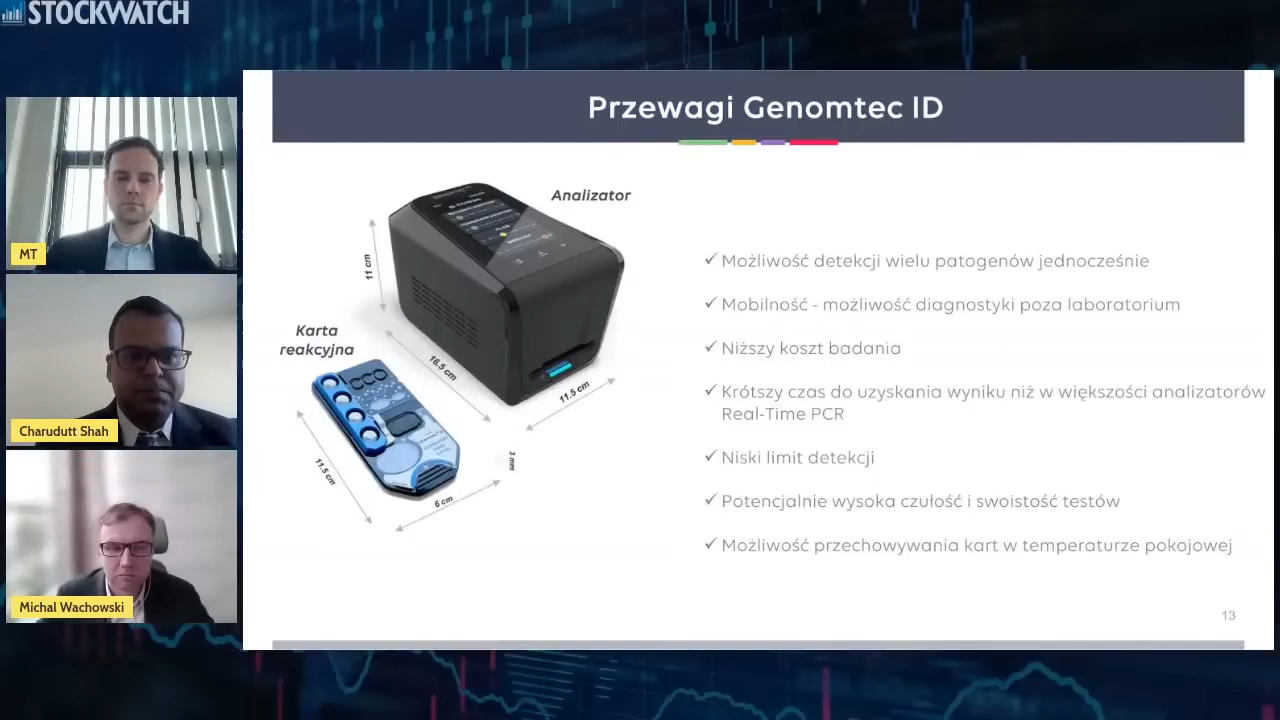 STOCKWATCH
MT
Charudutt Shah
Michal Wachowski
Przewagi Genomtec ID
Analizator
11 cm
16.5 cm
11.5 cm
Karta
reakcyjna
11.5 cm
6 cm
3 mm
✓ Możliwość detekcji wielu patogenów jednocześnie
✓ Mobilność - możliwość diagnostyki poza laboratorium
✓ Niższy koszt badania
✓ Krótszy czas do uzyskania wyniku niż w większości analizatorów
Real-Time PCR
✓ Niski limit detekcji
✓ Potencjalnie wysoka czułość i swoistość testów
✓ Możliwość przechowywania kart w temperaturze pokojowej
13